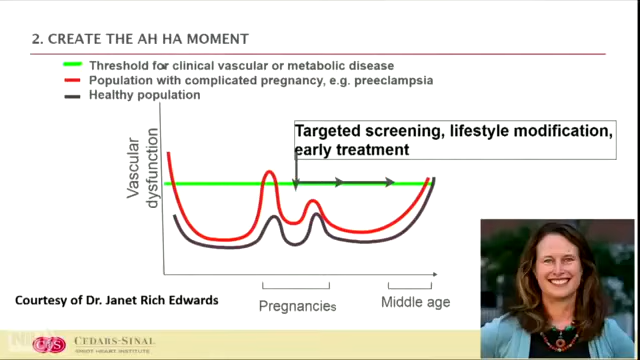 2. CREATE THE AH HA MOMENT
Threshold for clinical vascular or metabolic disease
Population with complicated pregnancy, e.g. preeclampsia
Healthy population
Targeted screening, lifestyle modification,
early treatment
Vascular
dysfunction
Courtesy of Dr. Janet Rich Edwards
Pregnancies
Middle age
CEDARS-SINAI
HEART INSTITUTE